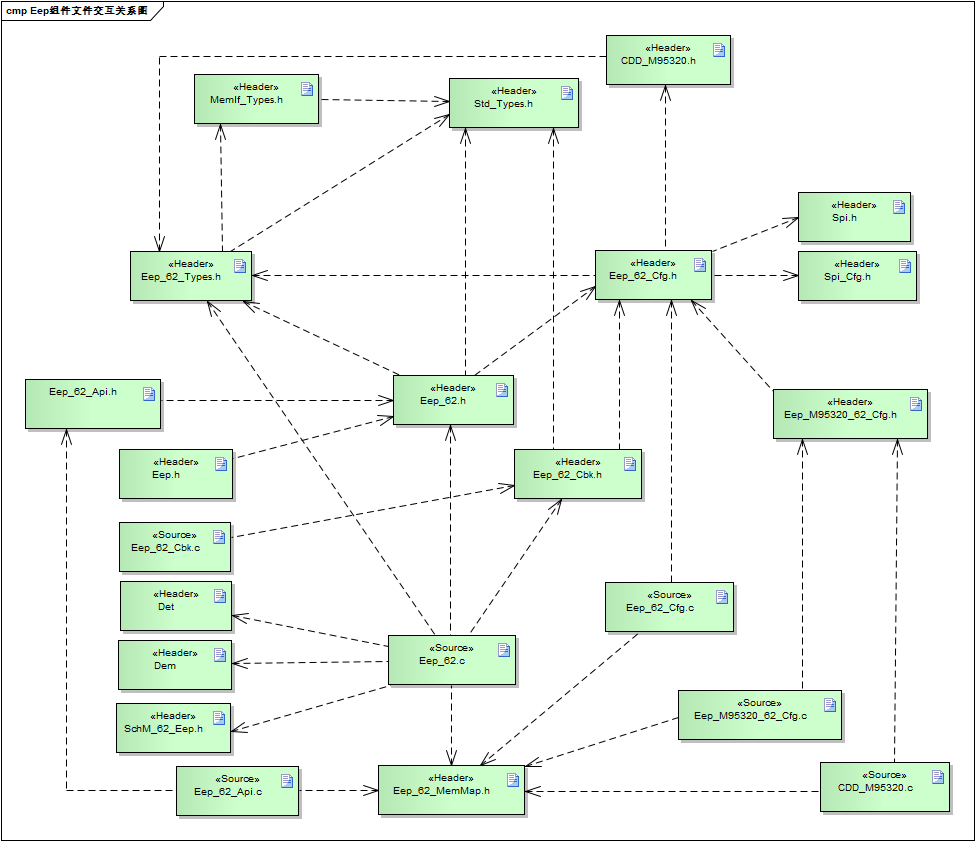 cmp Eep组件文件交互关系图
«Header»
CDD_M95320.h
«Header»
MemIf_Types.h
«Header»
Std_Types.h
«Header»
Spi.h
«Header»
Eep_62_Types.h
«Header»
Eep_62_Cfg.h
«Header»
Spi_Cfg.h
Eep_62_Api.h
«Header»
Eep_62.h
«Header»
Eep_M95320_62_Cfg.h
«Header»
Eep.h
«Header»
Eep_62_Cbk.h
«Source»
Eep_62_Cbk.c
«Header»
Det
«Source»
Eep_62_Cfg.c
«Header»
Dem
«Source»
Eep_62.c
«Header»
SchM_62_Eep.h
«Source»
Eep_M95320_62_Cfg.c
«Source»
Eep_62_Api.c
«Header»
Eep_62_MemMap.h
«Source»
CDD_M95320.c